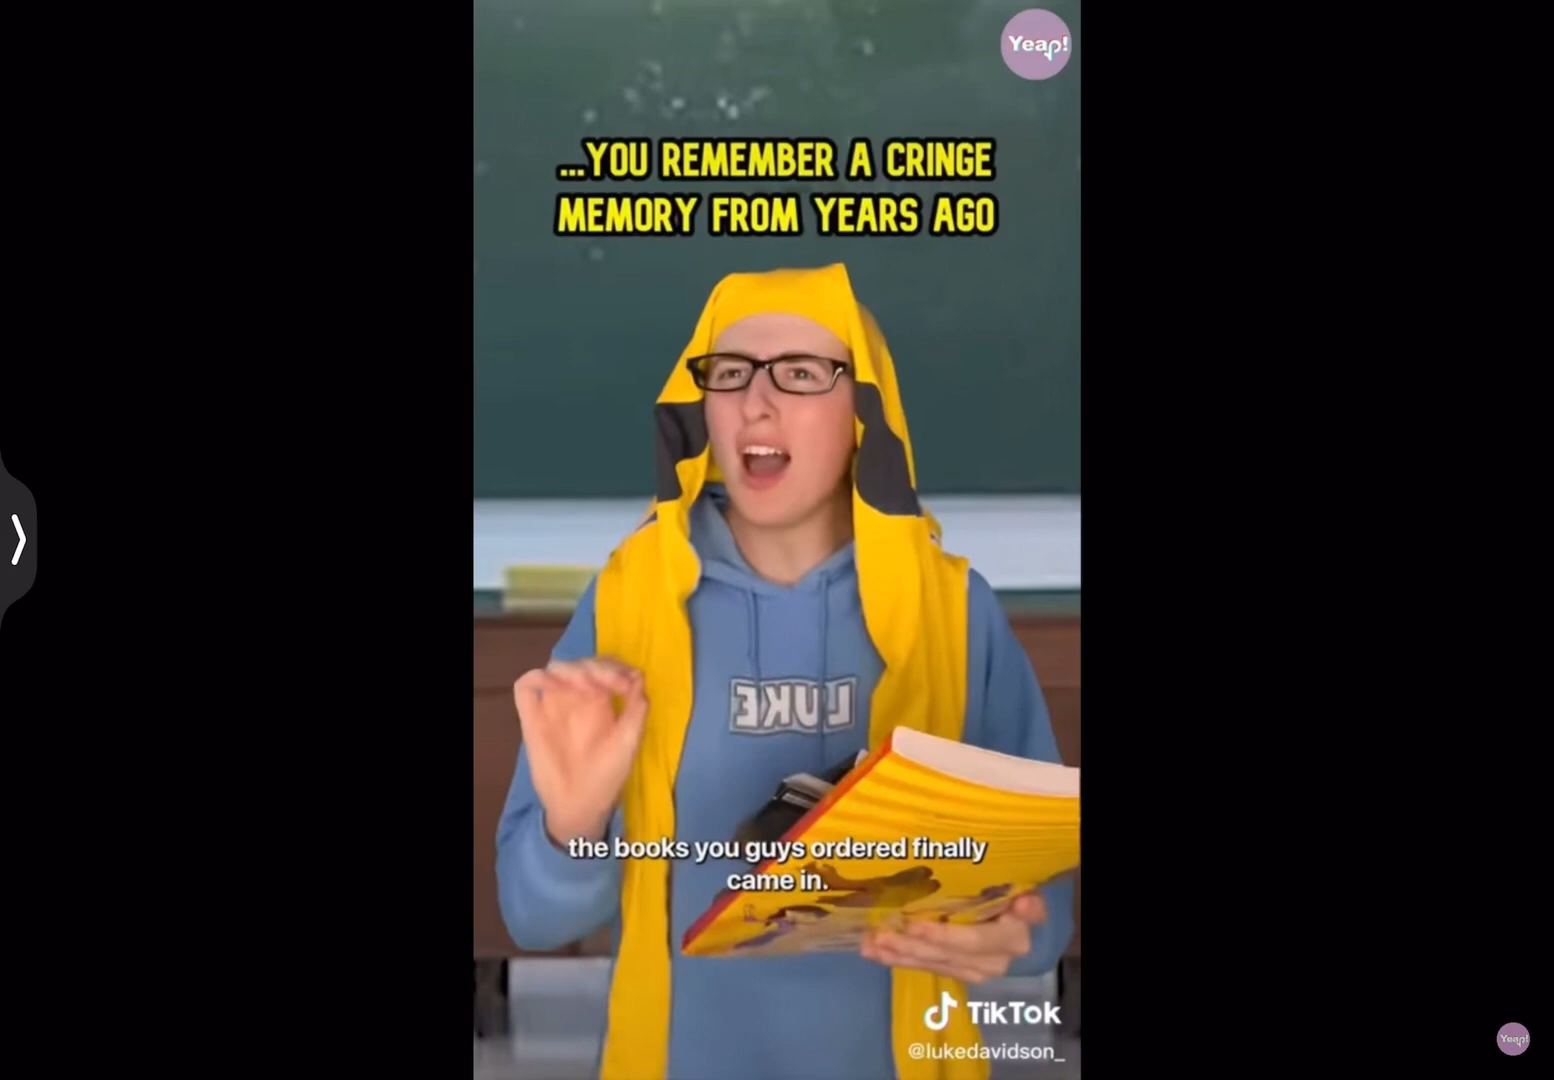 Yeap!
...YOU REMEMBER A CRINGE
MEMORY FROM YEARS AGO
LUKE
the books you guys ordered finally
came in.
TikTok
@lukedavidson_
Yeap!